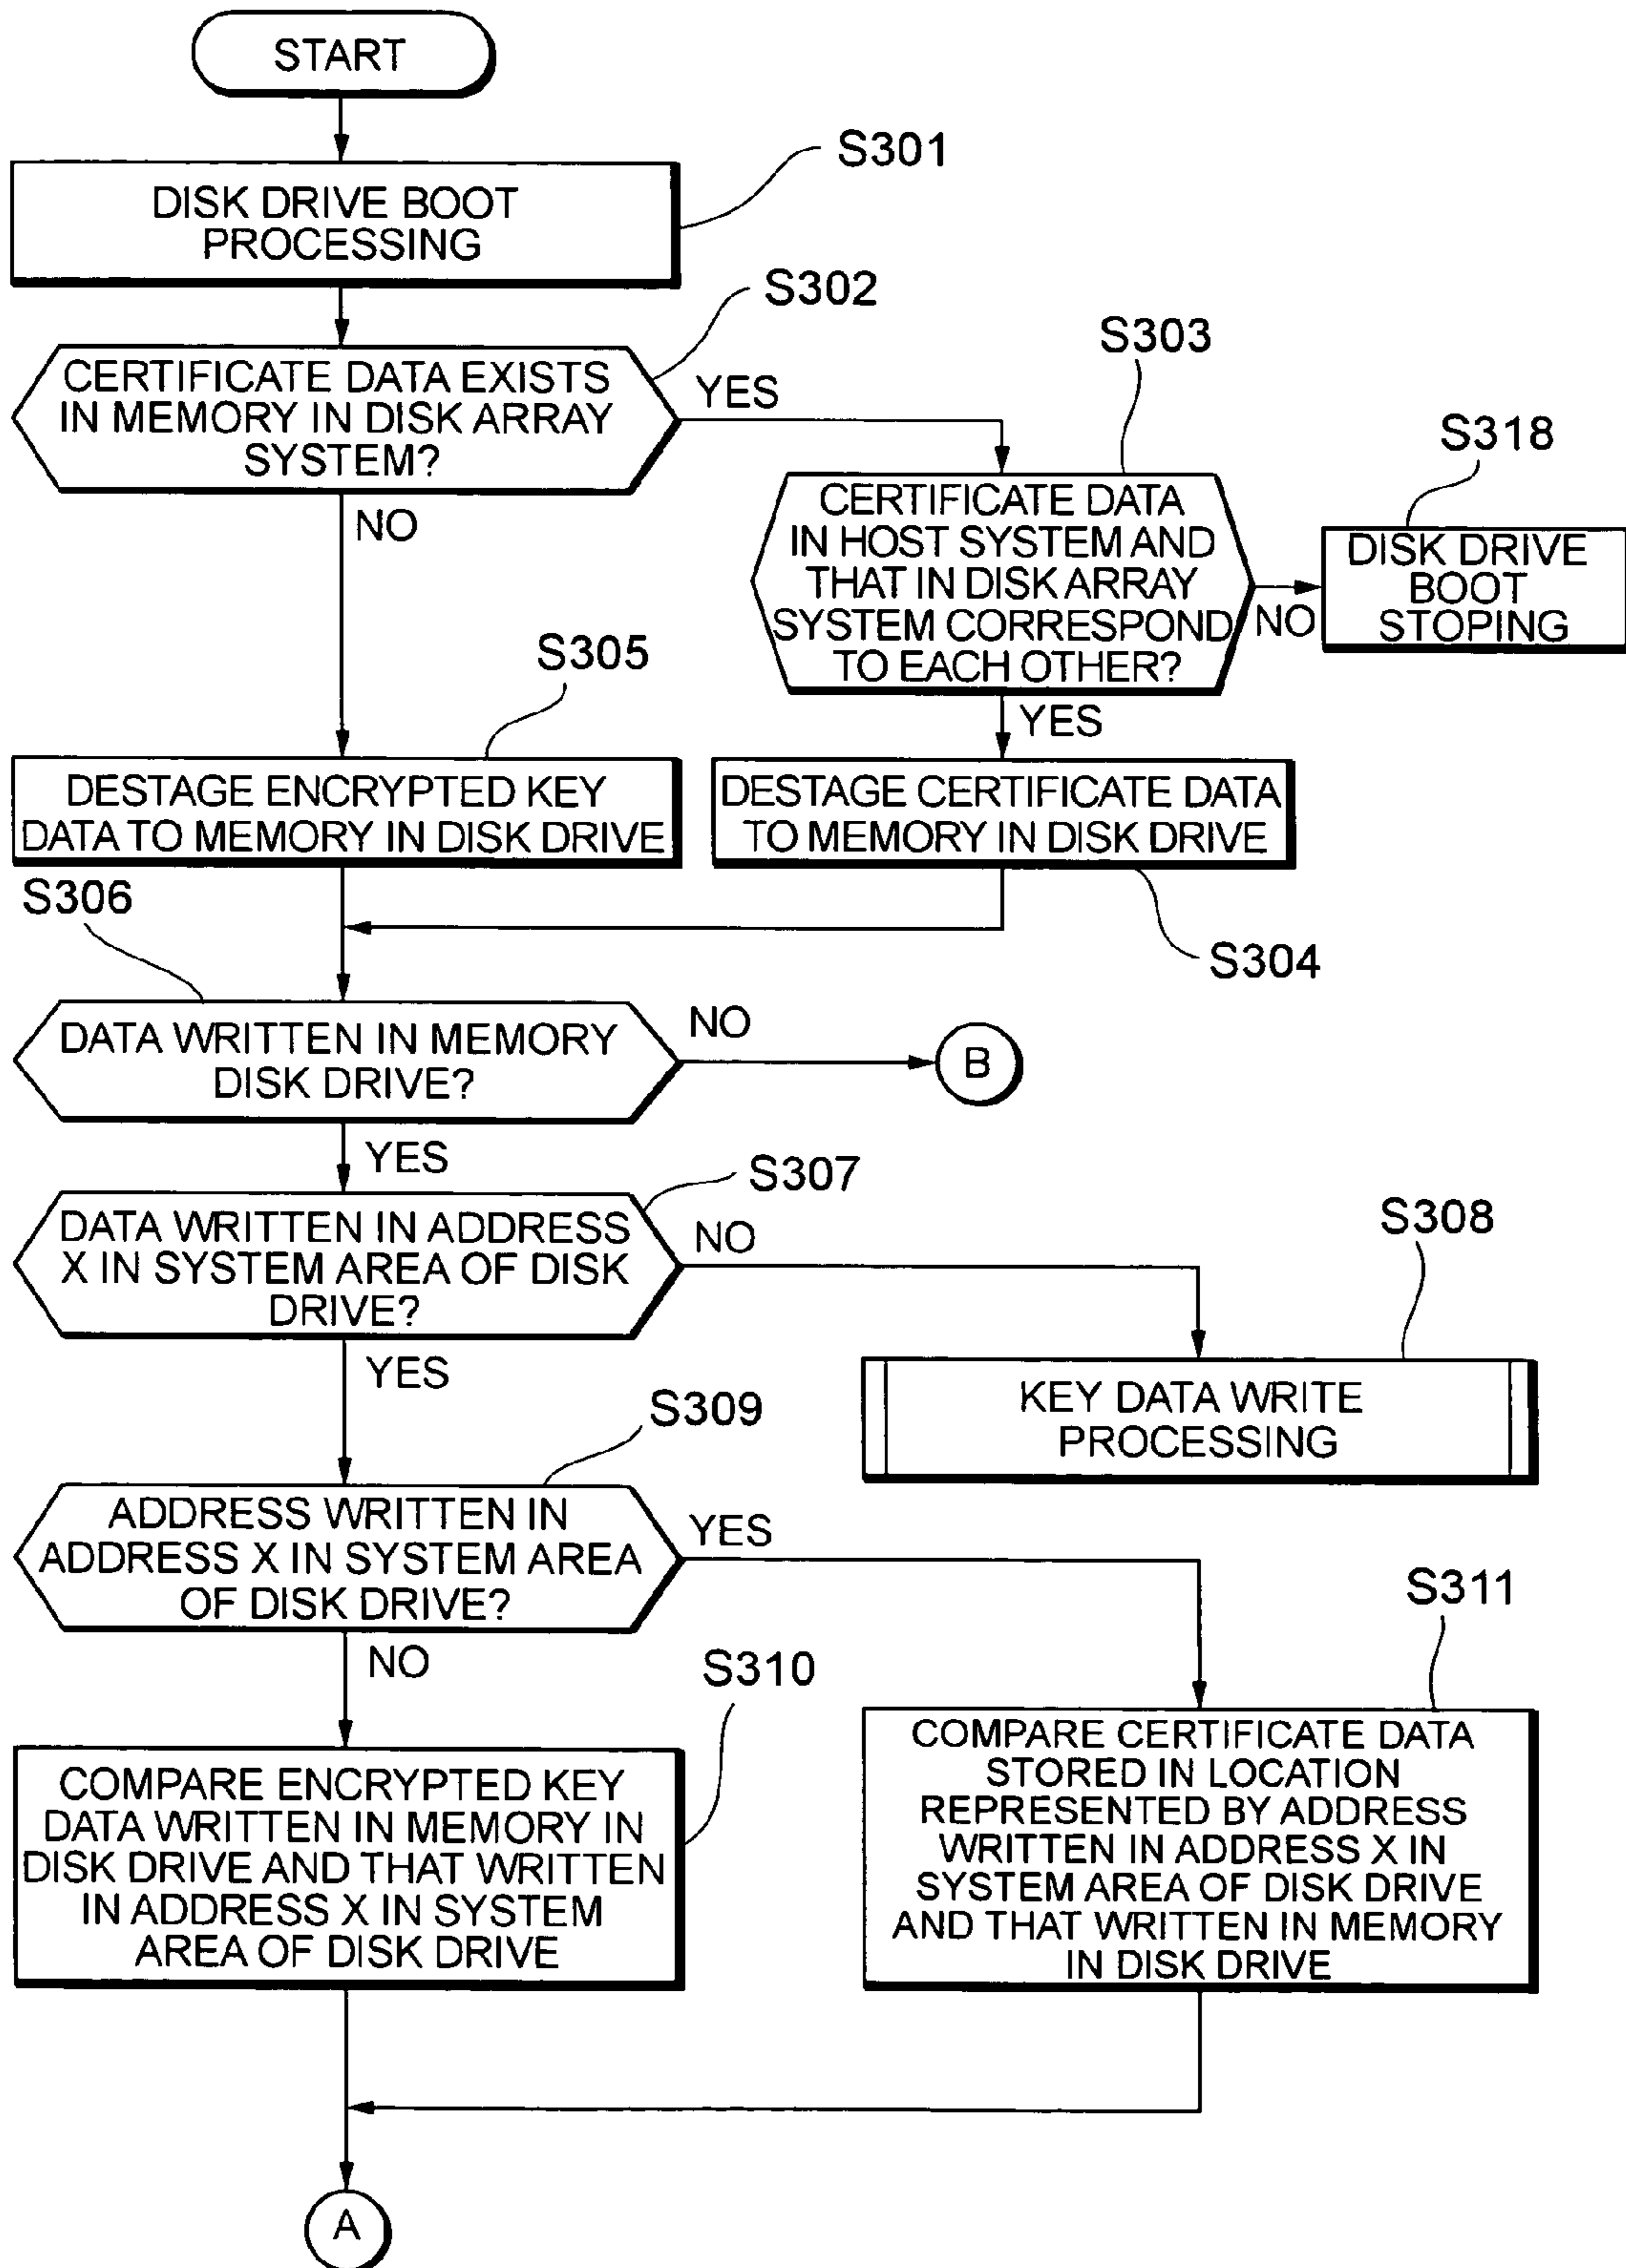 START
S301
DISK DRIVE BOOT
PROCESSING
S302
CERTIFICATE DATA EXISTS
IN MEMORY IN DISK ARRAY
SYSTEM?
YES
NO
S303
CERTIFICATE DATA
IN HOST SYSTEM AND
THAT IN DISK ARRAY
SYSTEM CORRESPOND
TO EACH OTHER?
NO
YES
S318
DISK DRIVE
BOOT
STOPING
S305
DESTAGE ENCRYPTED KEY
DATA TO MEMORY IN DISK DRIVE
DESTAGE CERTIFICATE DATA
TO MEMORY IN DISK DRIVE
S304
S306
DATA WRITTEN IN MEMORY
DISK DRIVE?
NO
B
YES
S307
DATA WRITTEN IN ADDRESS
X IN SYSTEM AREA OF DISK
DRIVE?
NO
YES
S308
KEY DATA WRITE
PROCESSING
S309
ADDRESS WRITTEN IN
ADDRESS X IN SYSTEM AREA
OF DISK DRIVE?
YES
NO
S310
COMPARE ENCRYPTED KEY
DATA WRITTEN IN MEMORY IN
DISK DRIVE AND THAT WRITTEN
IN ADDRESS X IN SYSTEM
AREA OF DISK DRIVE
S311
COMPARE CERTIFICATE DATA
STORED IN LOCATION
REPRESENTED BY ADDRESS
WRITTEN IN ADDRESS X IN
SYSTEM AREA OF DISK DRIVE
AND THAT WRITTEN IN MEMORY
IN DISK DRIVE
A